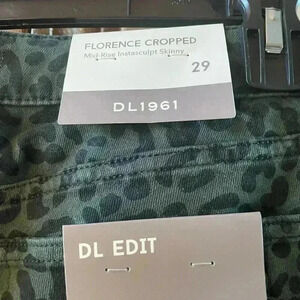 FLORENCE CROPPED
Mid-Rise Instasculpt Skinny
29
DL1961
DL EDIT